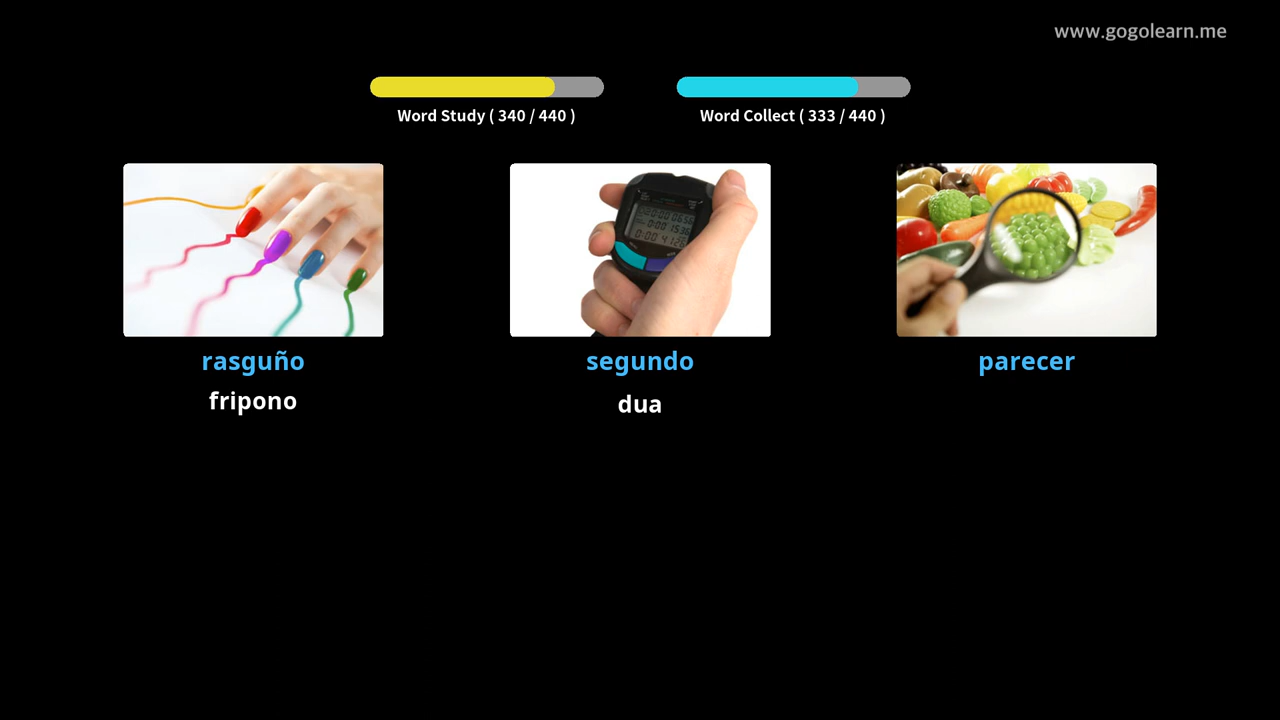 www.gogolearn.me
Word Study ( 340 / 440 )
Word Collect ( 333 / 440 )
rasguño
segundo
parecer
fripono
dua